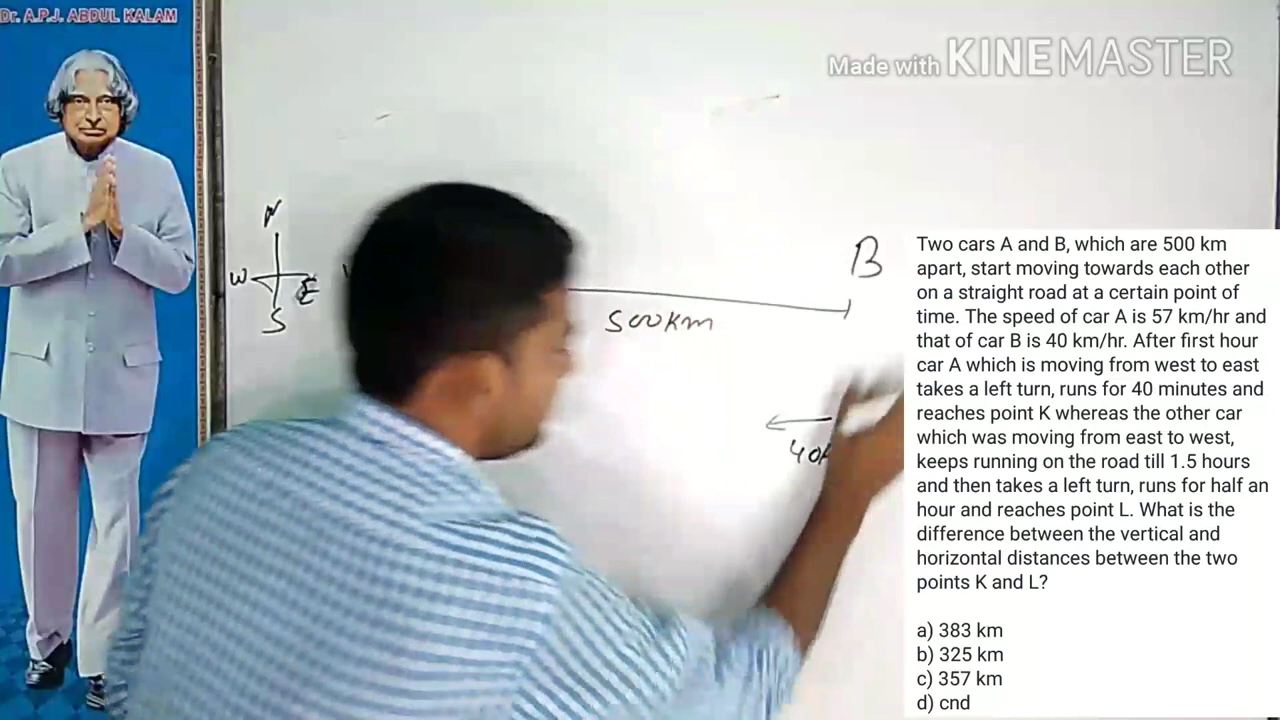 Dr. A.P.J. ABDUL KALAM
Made with KINEMASTER
N
W
E
S
B
500km
Two cars A and B, which are 500 km
apart, start moving towards each other
on a straight road at a certain point of
time. The speed of car A is 57 km/hr and
that of car B is 40 km/hr. After first hour
car A which is moving from west to east
takes a left turn, runs for 40 minutes and
reaches point K whereas the other car
which was moving from east to west,
keeps running on the road till 1.5 hours
and then takes a left turn, runs for half an
hour and reaches point L. What is the
difference between the vertical and
horizontal distances between the two
points K and L?
a) 383 km
b) 325 km
c) 357 km
d) cnd